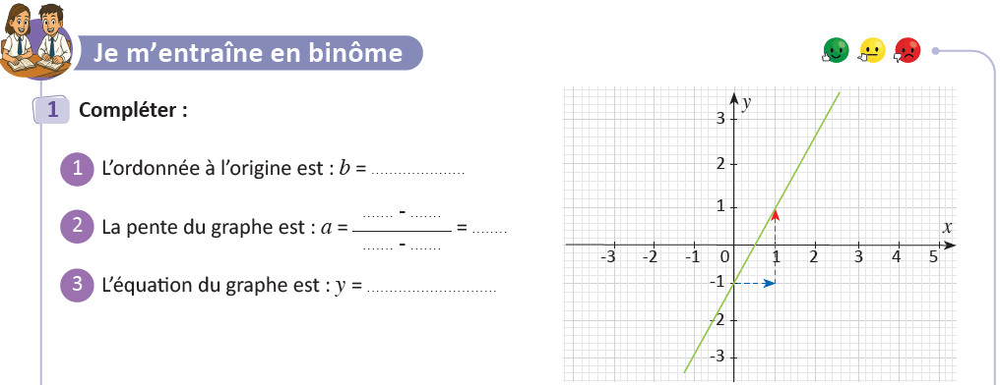 Je m'entraîne en binôme
1 Compléter :
1 L'ordonnée à l'origine est : b = ...................
2 La pente du graphe est : a = ....... - ....... / ....... - ....... = .......
3 L'équation du graphe est : y = ..........................
y
3
2
1
x
-3 -2 -1 0 1 2 3 4 5
-1
-2
-3